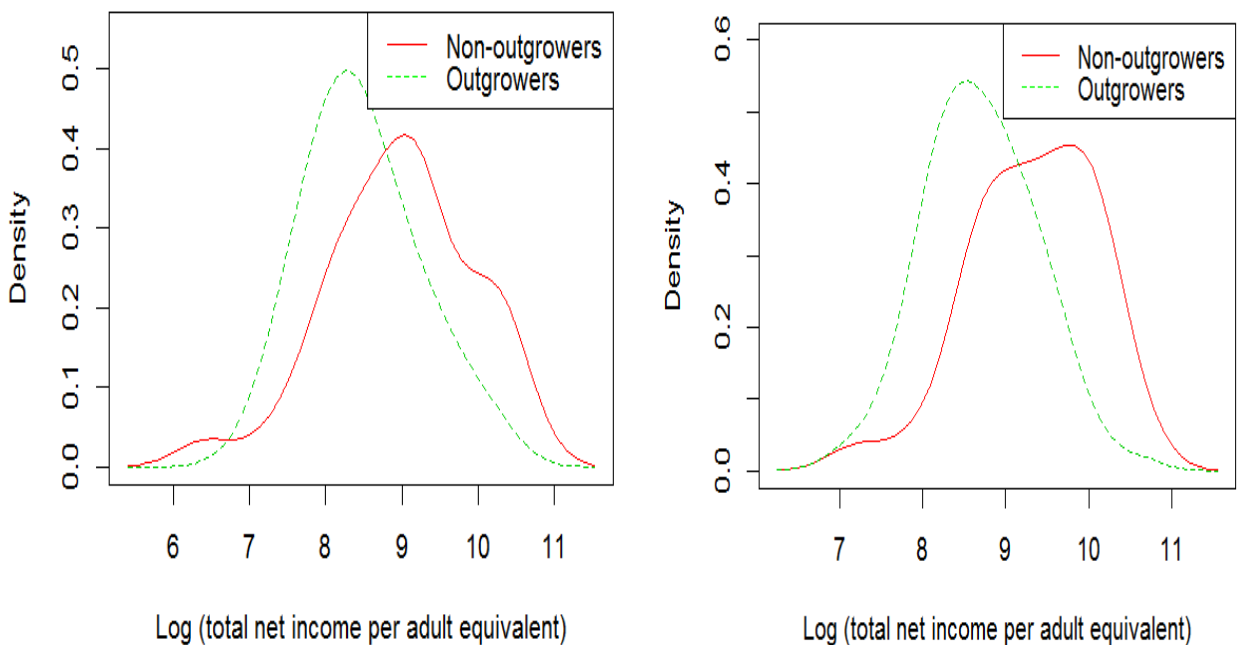 Non-outgrowers
Outgrowers
Density
0.0 0.1 0.2 0.3 0.4 0.5
6 7 8 9 10 11
Log (total net income per adult equivalent)
Non-outgrowers
Outgrowers
Density
0.0 0.2 0.4 0.6
7 8 9 10 11
Log (total net income per adult equivalent)